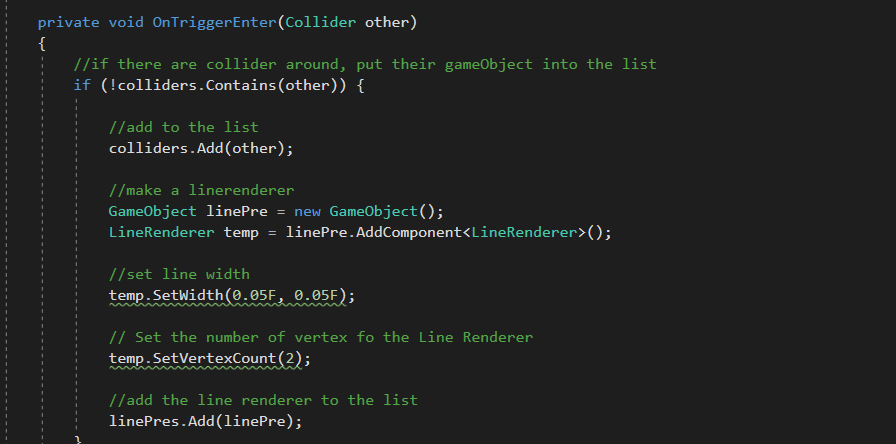 private void OnTriggerEnter(Collider other)
{
//if there are collider around, put their gameObject into the list
if (!colliders.Contains(other)) {
//add to the list
colliders.Add(other);
//make a linerenderer
GameObject linePre = new GameObject();
LineRenderer temp = linePre.AddComponent<LineRenderer>();
//set line width
temp.SetWidth(0.05F, 0.05F);
// Set the number of vertex fo the Line Renderer
temp.SetVertexCount(2);
//add the line renderer to the list
linePres.Add(linePre);
}